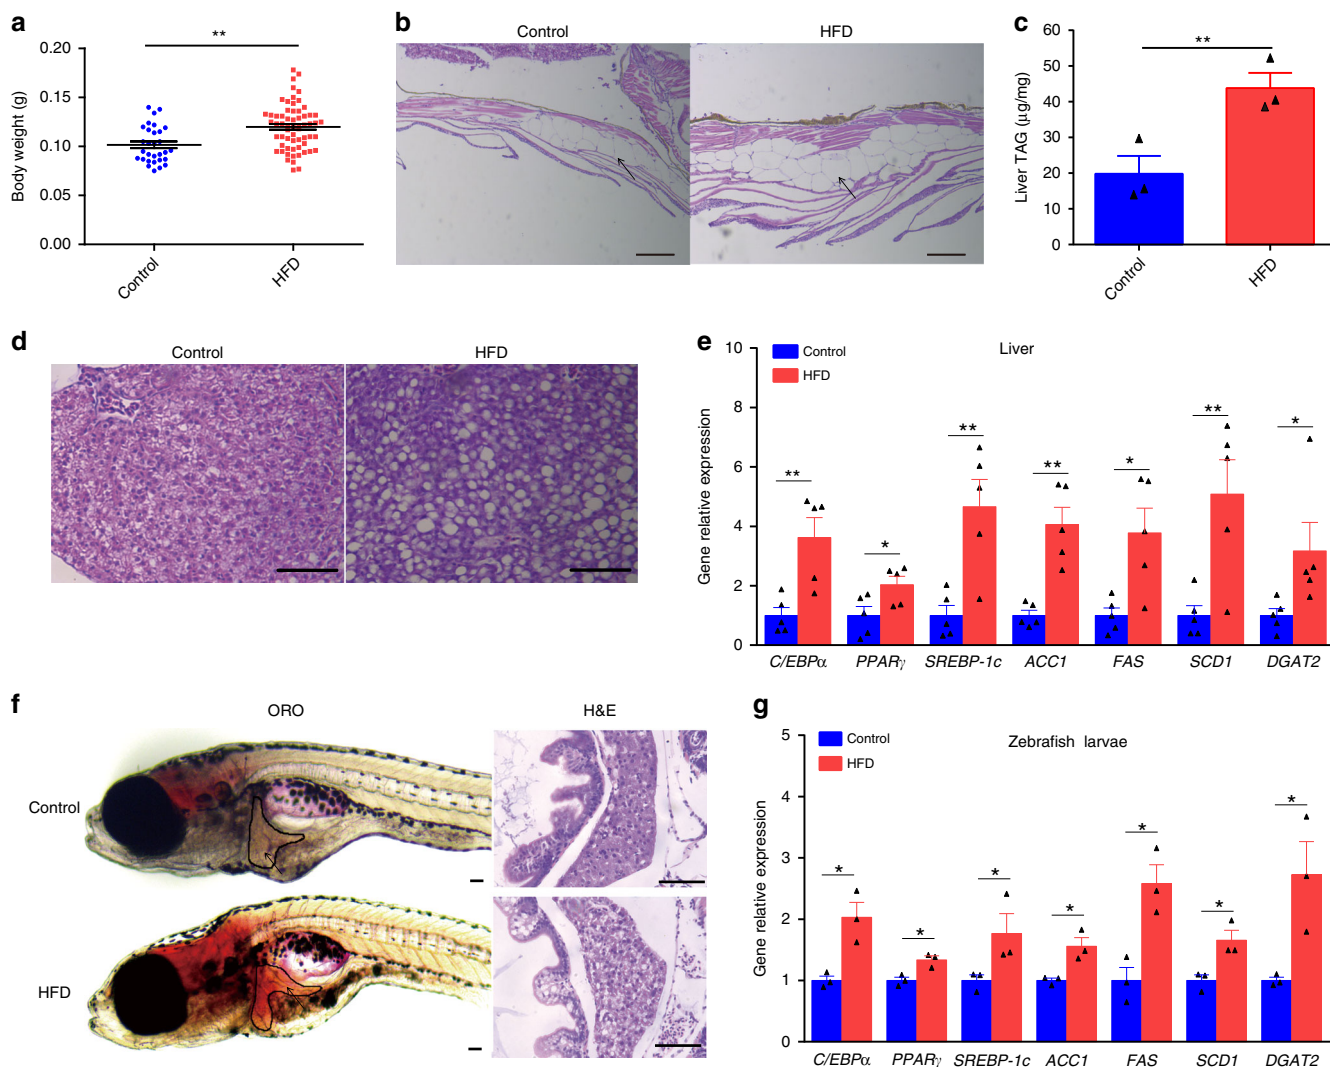 a
**
Body weight (g)
0.20
0.15
0.10
0.05
0.00
Control
HFD
b
Control
HFD
c
**
Liver TAG (μg/mg)
60
50
40
30
20
10
0
Control
HFD
d
Control
HFD
e
Liver
Control
HFD
Gene relative expression
10
8
6
4
2
0
** * ** ** * ** *
C/EBPα PPARγ SREBP-1c ACC1 FAS SCD1 DGAT2
f
ORO
H&E
Control
HFD
g
Zebrafish larvae
Control
HFD
Gene relative expression
5
4
3
2
1
0
* * * * * * *
C/EBPα PPARγ SREBP-1c ACC1 FAS SCD1 DGAT2